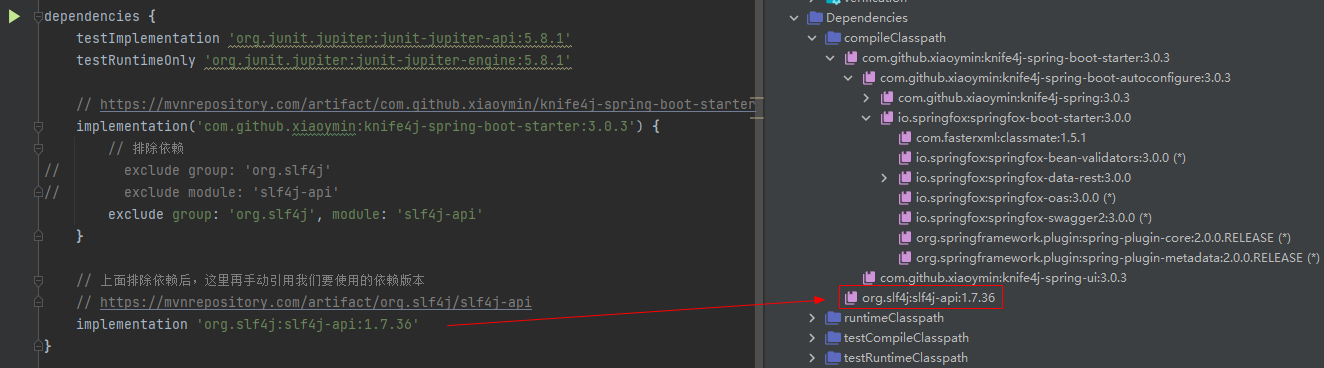 dependencies {
testImplementation 'org.junit.jupiter:junit-jupiter-api:5.8.1'
testRuntimeOnly 'org.junit.jupiter:junit-jupiter-engine:5.8.1'
// https://mvnrepository.com/artifact/com.github.xiaoymin/knife4j-spring-boot-starter
implementation('com.github.xiaoymin:knife4j-spring-boot-starter:3.0.3') {
// 排除依赖
// exclude group: 'org.slf4j'
// exclude module: 'slf4j-api'
exclude group: 'org.slf4j', module: 'slf4j-api'
}
// 上面排除依赖后，这里再手动引用我们要使用的依赖版本
// https://mvnrepository.com/artifact/org.slf4j/slf4j-api
implementation 'org.slf4j:slf4j-api:1.7.36'
}
Dependencies
compileClasspath
com.github.xiaoymin:knife4j-spring-boot-starter:3.0.3
com.github.xiaoymin:knife4j-spring-boot-autoconfigure:3.0.3
com.github.xiaoymin:knife4j-spring:3.0.3
io.springfox:springfox-boot-starter:3.0.0
com.fasterxml:classmate:1.5.1
io.springfox:springfox-bean-validators:3.0.0 (*)
io.springfox:springfox-data-rest:3.0.0
io.springfox:springfox-oas:3.0.0 (*)
io.springfox:springfox-swagger2:3.0.0 (*)
org.springframework.plugin:spring-plugin-core:2.0.0.RELEASE (*)
org.springframework.plugin:spring-plugin-metadata:2.0.0.RELEASE (*)
com.github.xiaoymin:knife4j-spring-ui:3.0.3
org.slf4j:slf4j-api:1.7.36
runtimeClasspath
testCompileClasspath
testRuntimeClasspath